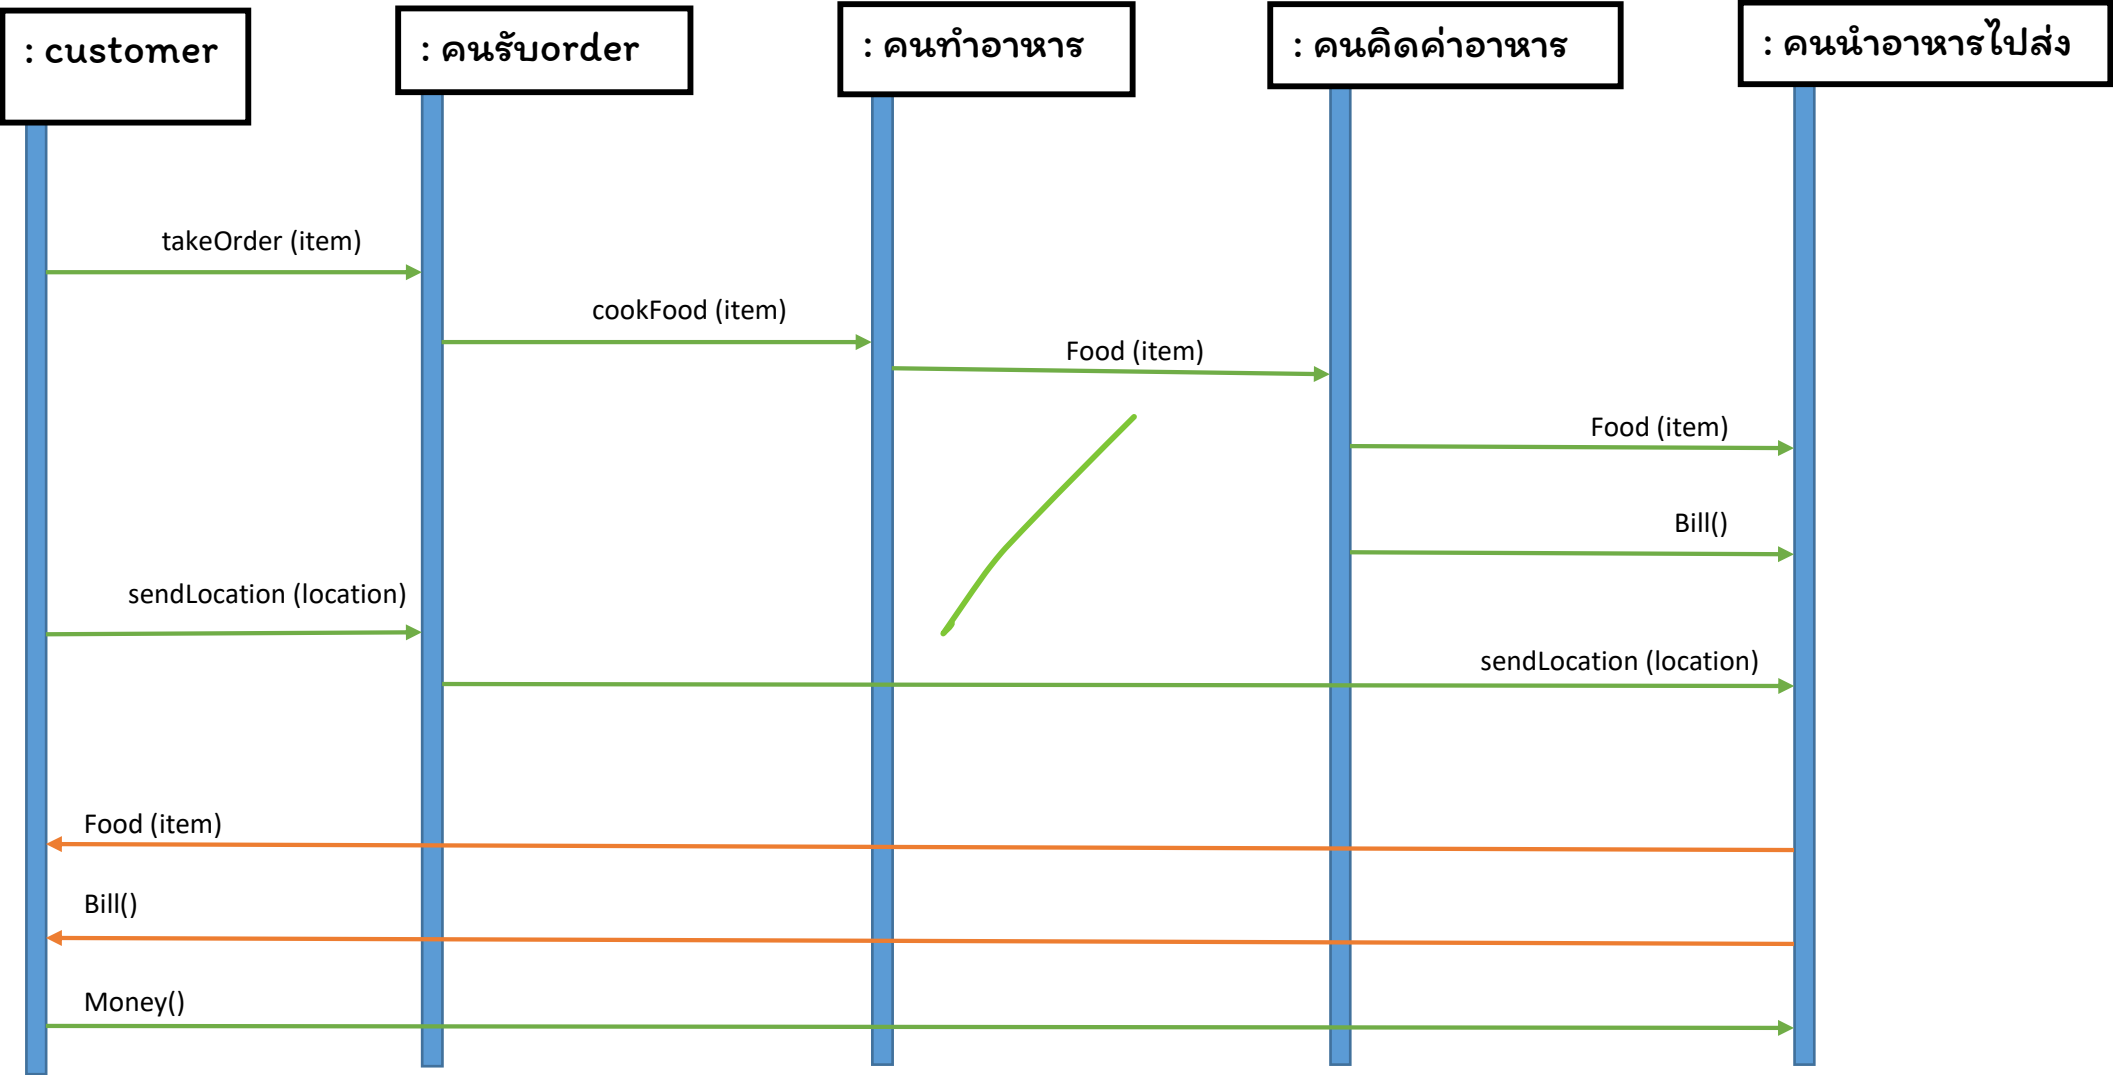 : customer
: คนรับorder
: คนทำอาหาร
: คนคิดค่าอาหาร
: คนนำอาหารไปส่ง
takeOrder (item)
cookFood (item)
Food (item)
Food (item)
Bill()
sendLocation (location)
sendLocation (location)
Food (item)
Bill()
Money()